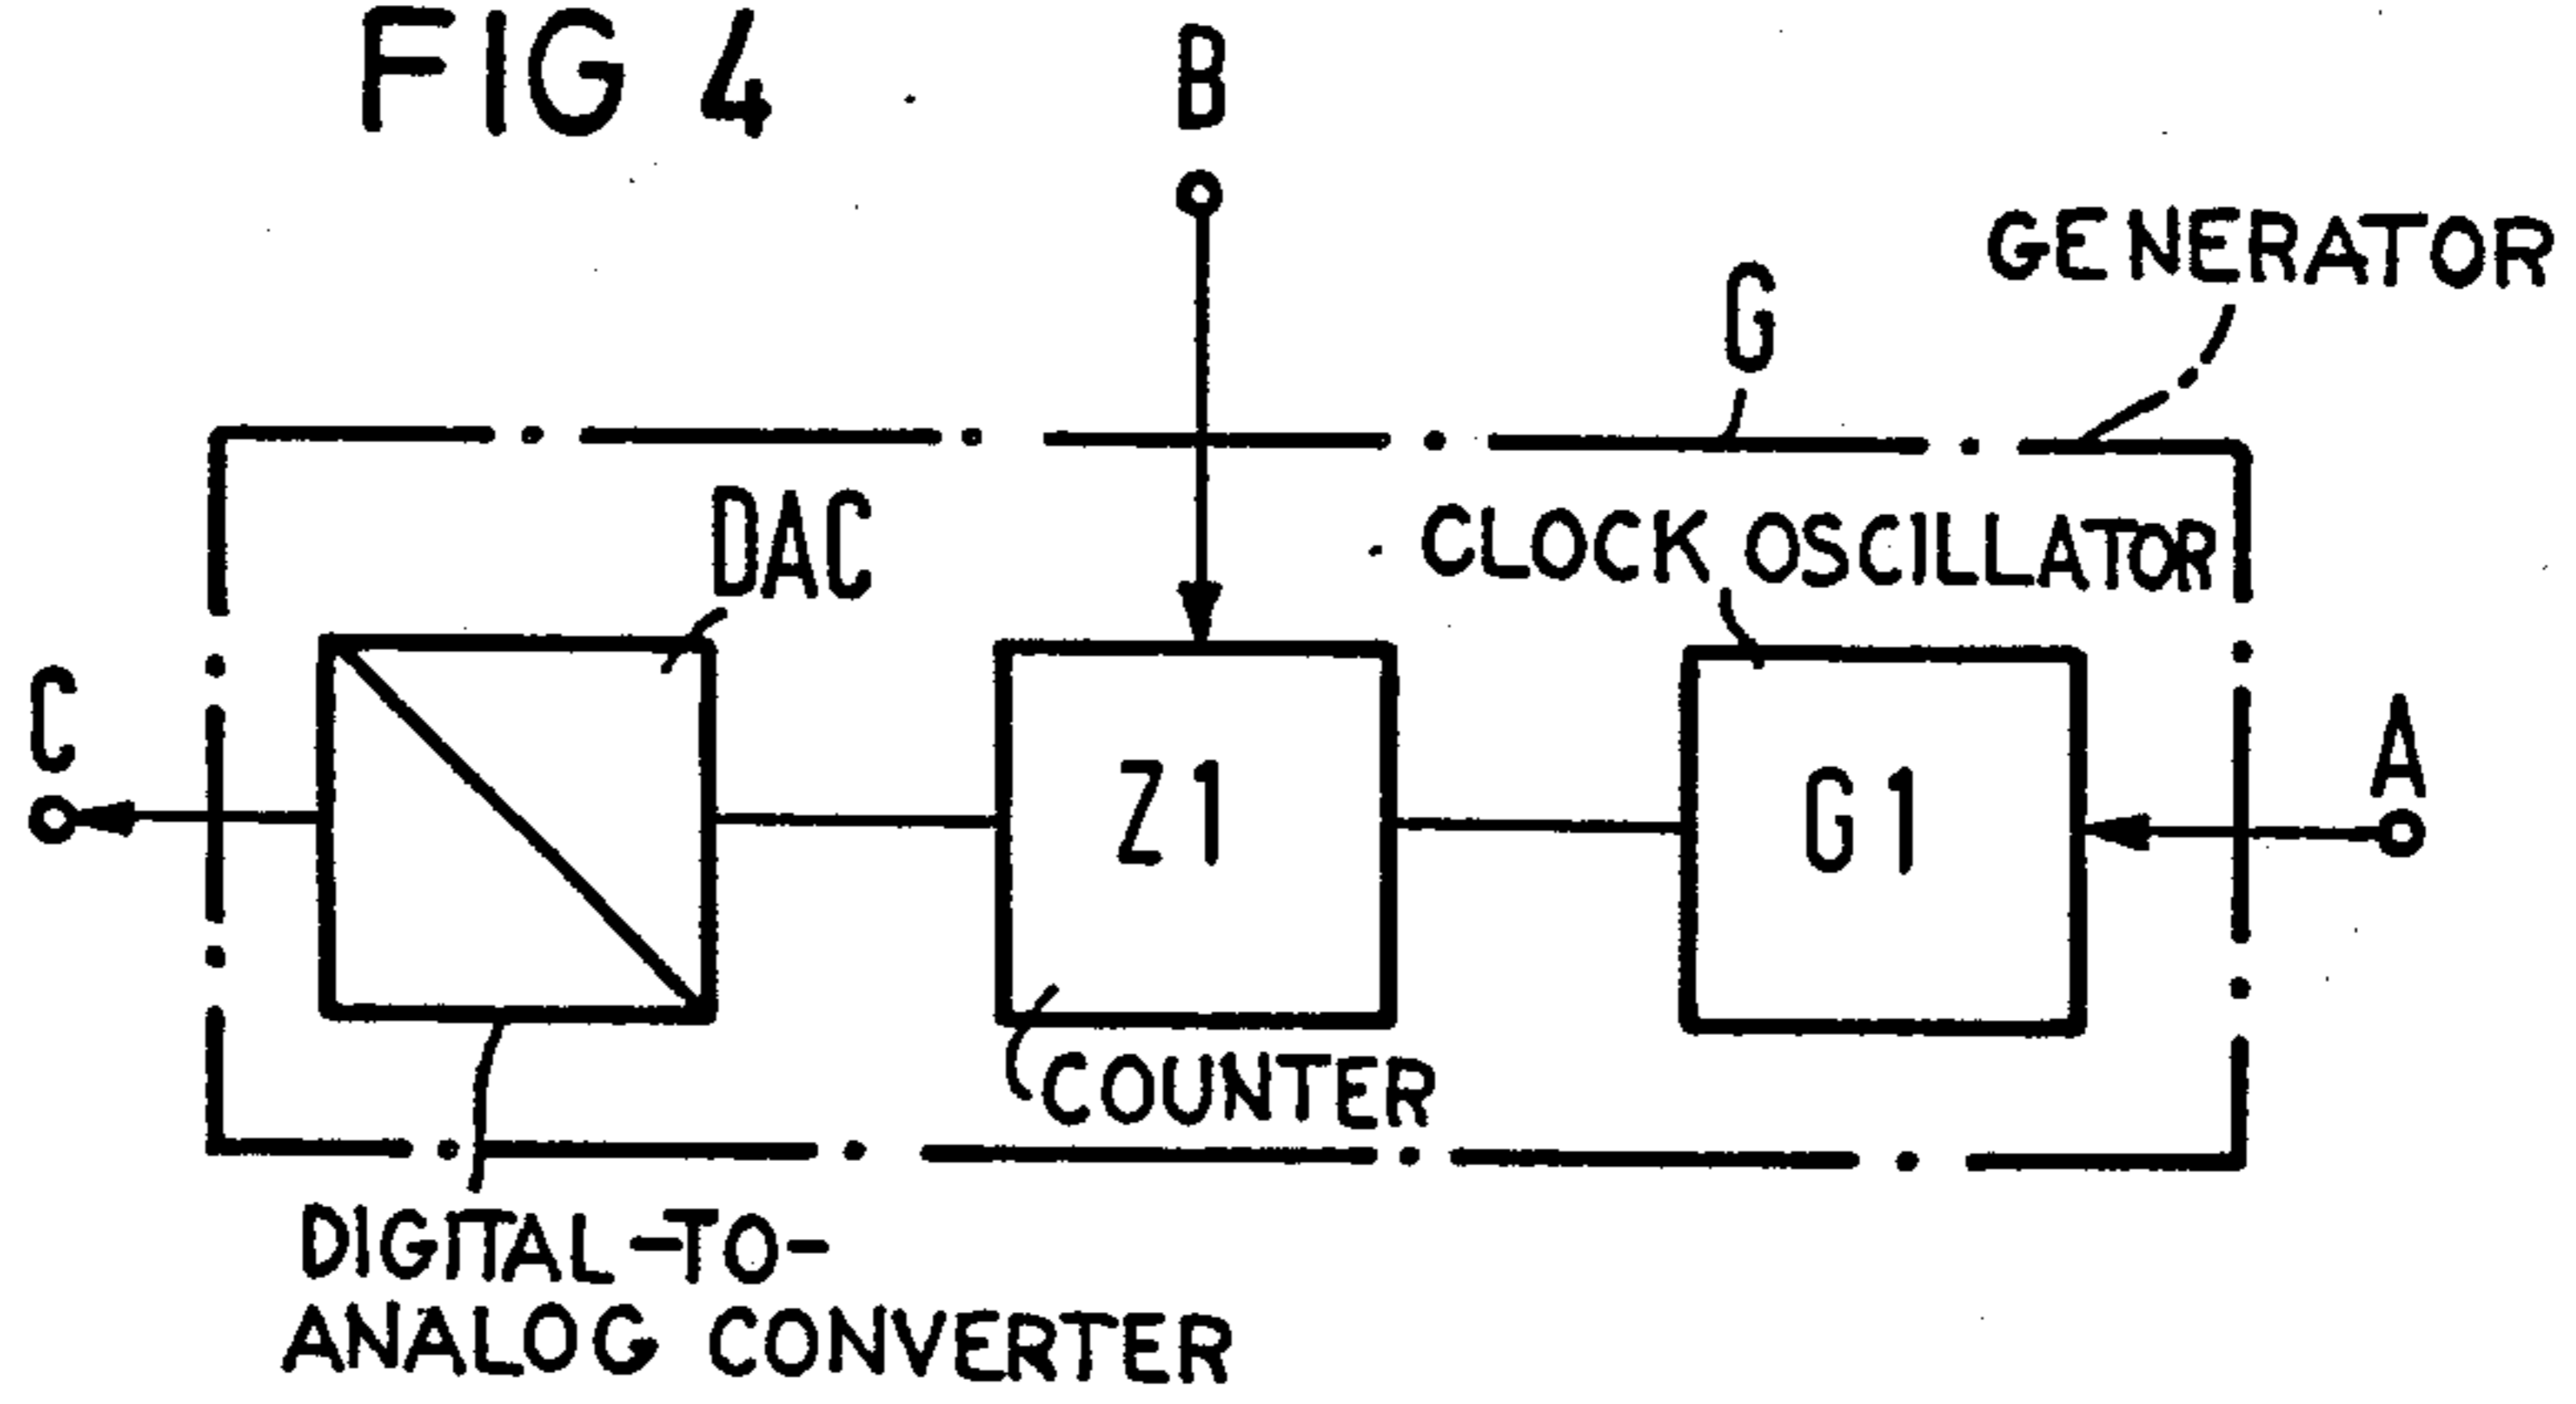 FIG 4
B
GENERATOR
G
CLOCK OSCILLATOR
DAC
C
A
Z1
G1
COUNTER
DIGITAL-TO-
ANALOG CONVERTER